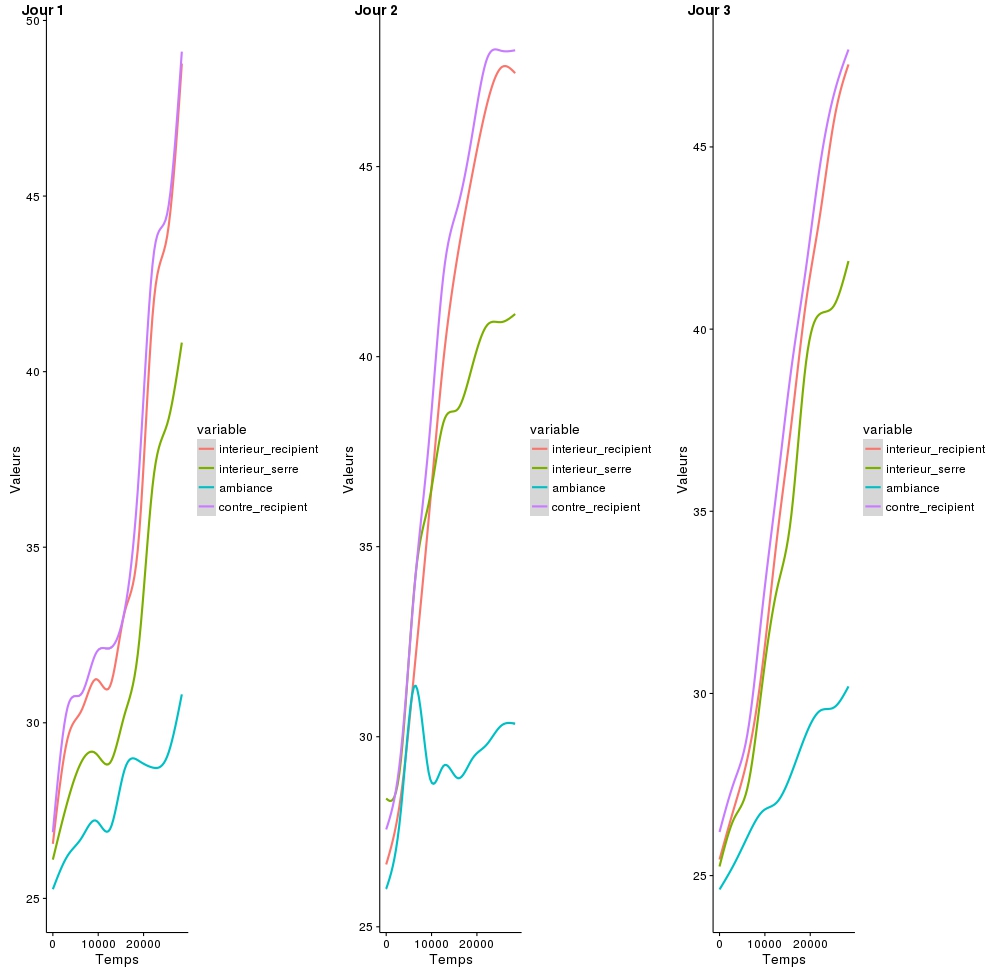 Jour 1
Valeurs
50
45
40
35
30
25
0 10000 20000
Temps
variable
interieur_recipient
interieur_serre
ambiance
contre_recipient
Jour 2
Valeurs
45
40
35
30
25
0 10000 20000
Temps
variable
interieur_recipient
interieur_serre
ambiance
contre_recipient
Jour 3
Valeurs
45
40
35
30
25
0 10000 20000
Temps
variable
interieur_recipient
interieur_serre
ambiance
contre_recipient